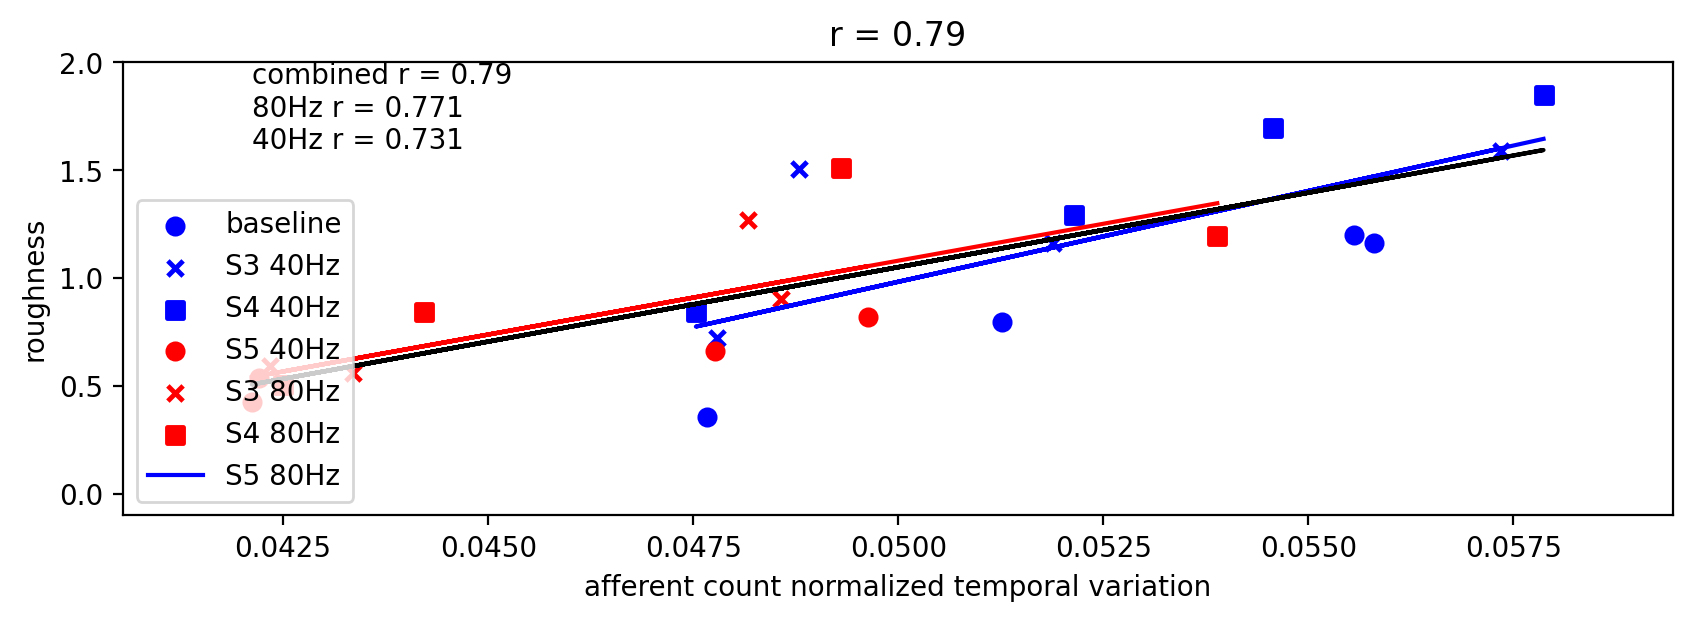 r = 0.79
combined r = 0.79
80Hz r = 0.771
40Hz r = 0.731
2.0
1.5
1.0
0.5
0.0
roughness
baseline
S3 40Hz
S4 40Hz
S5 40Hz
S3 80Hz
S4 80Hz
S5 80Hz
0.0425 0.0450 0.0475 0.0500 0.0525 0.0550 0.0575
afferent count normalized temporal variation